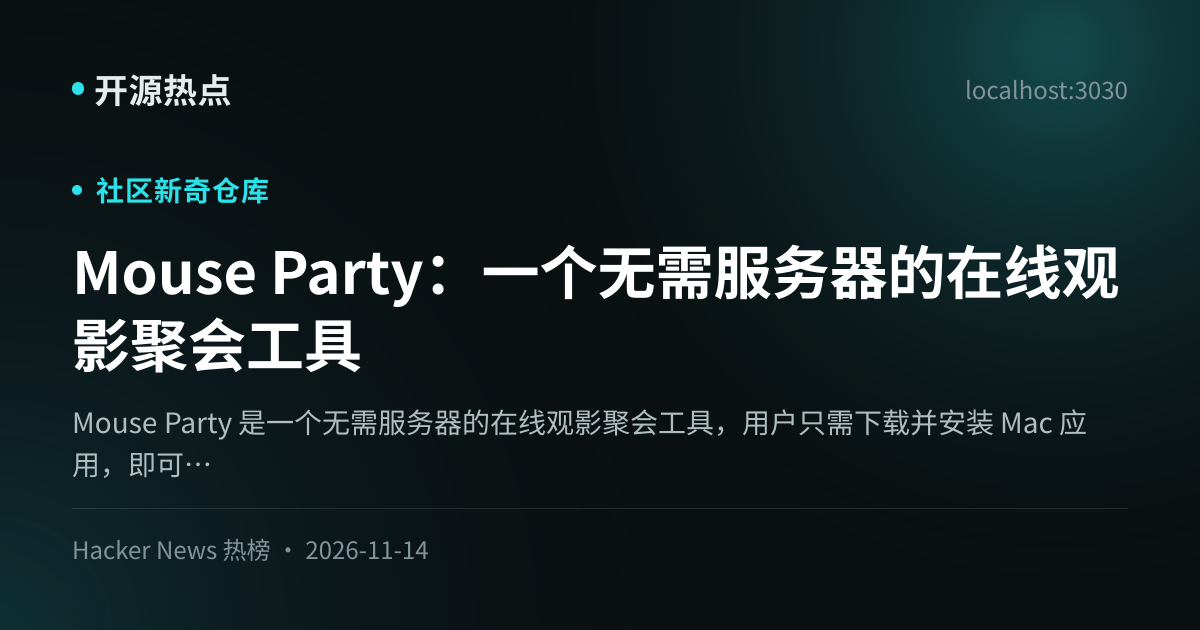 开源热点
localhost:3030
社区新奇仓库
Mouse Party：一个无需服务器的在线观
影聚会工具
Mouse Party 是一个无需服务器的在线观影聚会工具，用户只需下载并安装 Mac 应
用，即可…
Hacker News 热榜 • 2026-11-14